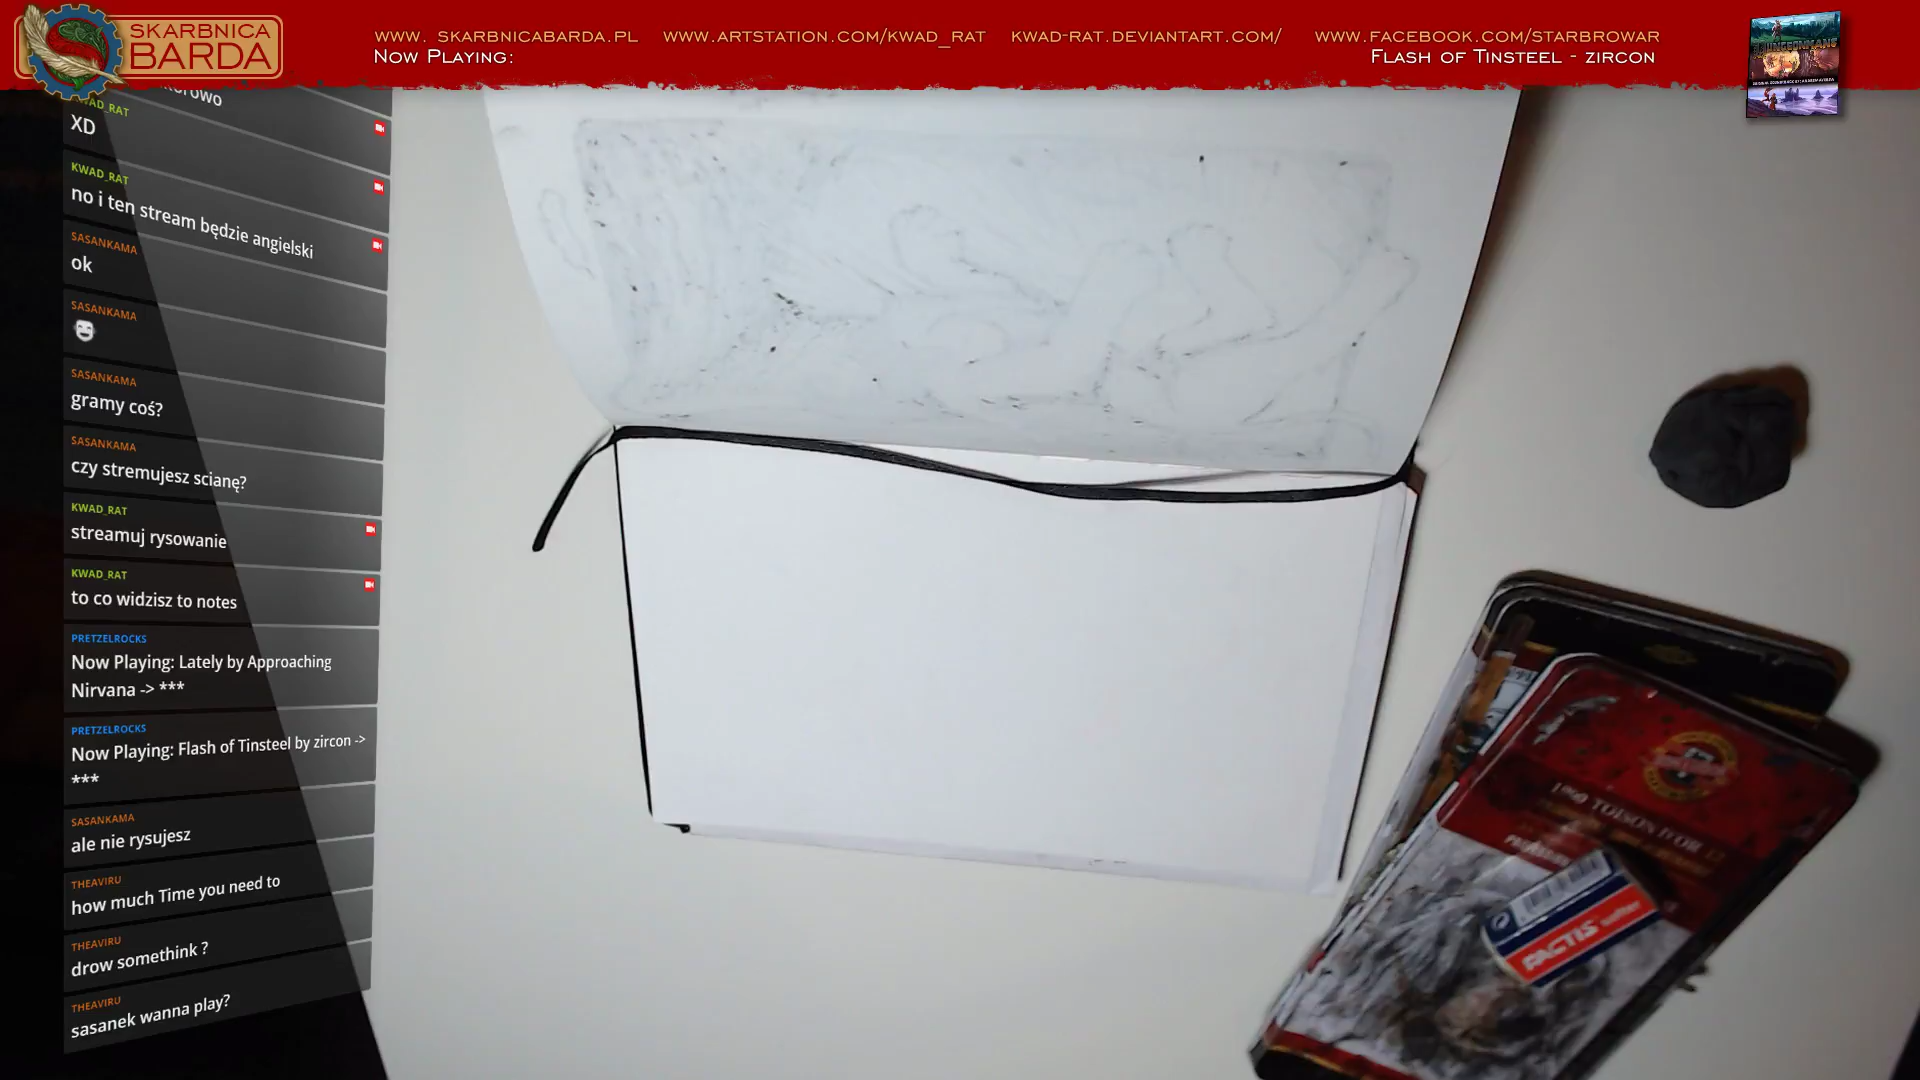 SKARBNICA
BARDA
www. skarbnicabarda.pl www.artstation.com/kwad_rat kwad-rat.deviantart.com/ www.facebook.com/starbrowar
Now Playing: Flash of Tinsteel - zircon
KWAD_RAT
XD
KWAD_RAT
no i ten stream będzie angielski
SASANKAMA
ok
SASANKAMA
SASANKAMA
gramy coś?
SASANKAMA
czy stremujesz scianę?
KWAD_RAT
streamuj rysowanie
KWAD_RAT
to co widzisz to notes
PRETZELROCKS
Now Playing: Lately by Approaching
Nirvana -> ***
PRETZELROCKS
Now Playing: Flash of Tinsteel by zircon ->
***
SASANKAMA
ale nie rysujesz
THEAVIRU
how much Time you need to
THEAVIRU
drow somethink ?
THEAVIRU
sasanek wanna play?
TOISON D'OR
FACTIS softer